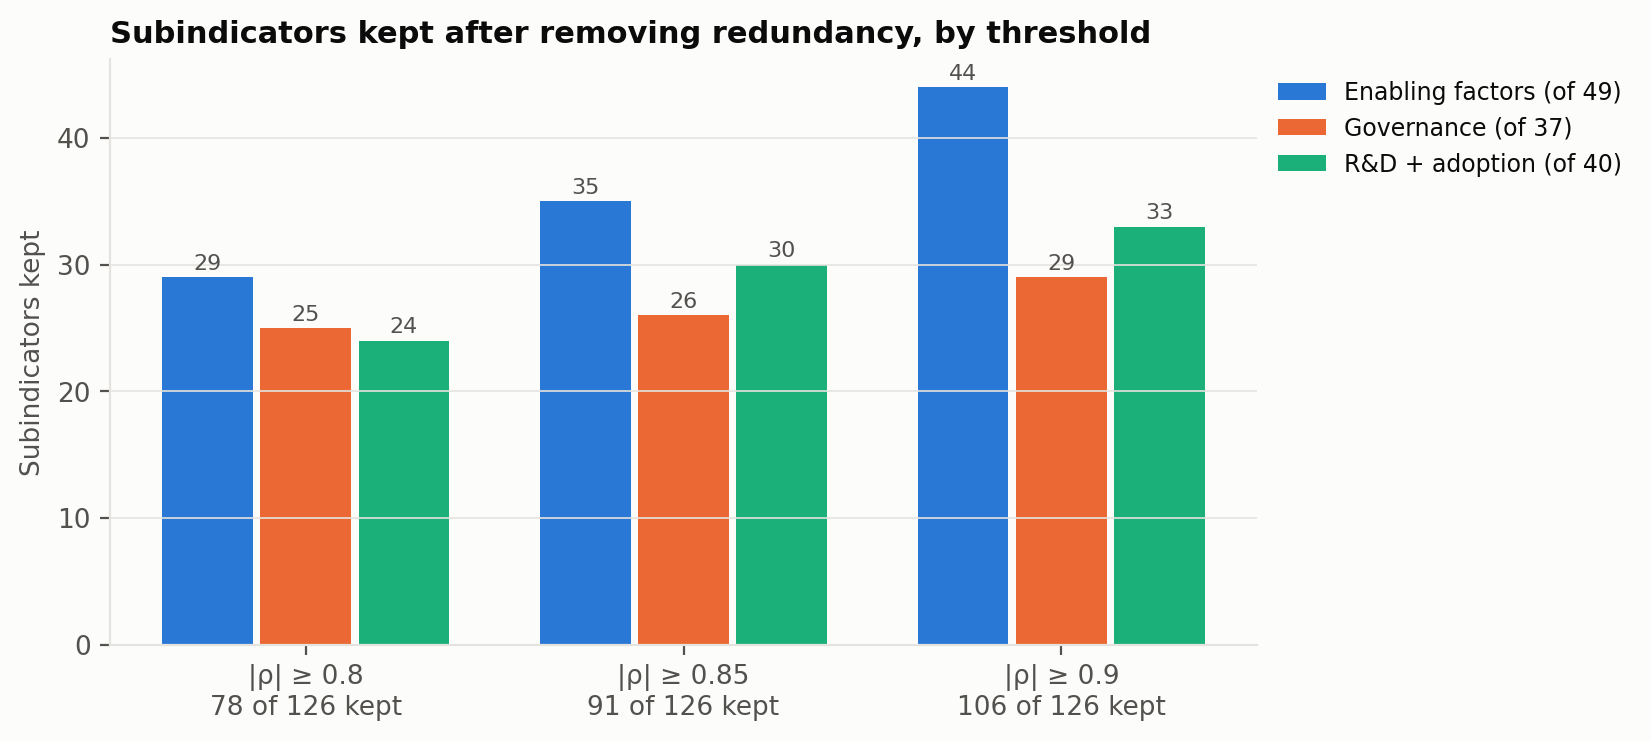 Subindicators kept after removing redundancy, by threshold
Enabling factors (of 49)
Governance (of 37)
R&D + adoption (of 40)
Subindicators kept
40
30
20
10
0
29
25
24
35
26
30
44
29
33
|ρ| ≥ 0.8
78 of 126 kept
|ρ| ≥ 0.85
91 of 126 kept
|ρ| ≥ 0.9
106 of 126 kept